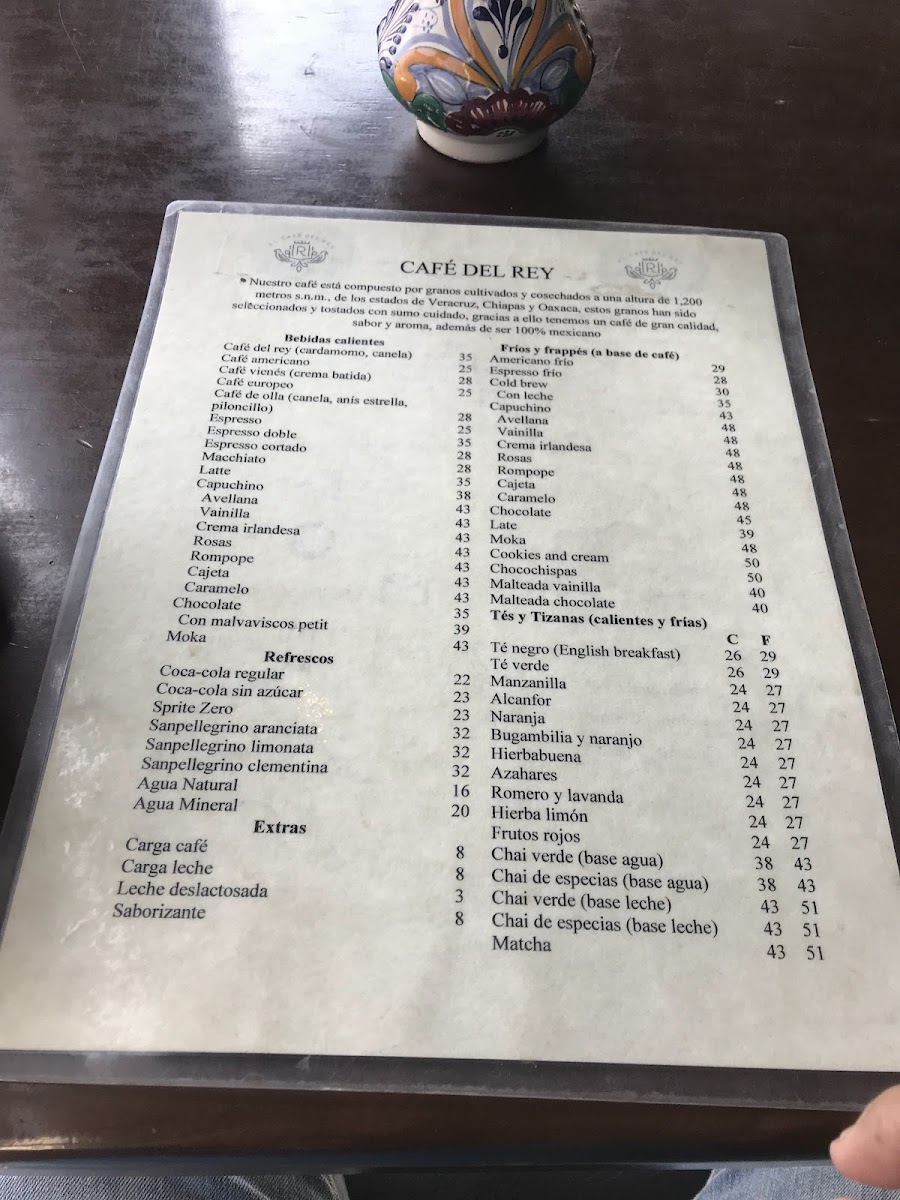 EL CAFÉ DEL REY
R
EL CAFÉ DEL REY
R
CAFÉ DEL REY
* Nuestro café está compuesto por granos cultivados y cosechados a una altura de 1,200
metros s.n.m., de los estados de Veracruz, Chiapas y Oaxaca, estos granos han sido
seleccionados y tostados con sumo cuidado, gracias a ello tenemos un café de gran calidad,
sabor y aroma, además de ser 100% mexicano
Bebidas calientes
Café del rey (cardamomo, canela) 35
Café americano 25
Café vienés (crema batida) 28
Café europeo 25
Café de olla (canela, anís estrella,
piloncillo) 28
Espresso 25
Espresso doble 35
Espresso cortado 28
Macchiato 28
Latte 35
Capuchino 38
Avellana 43
Vainilla 43
Crema irlandesa 43
Rosas 43
Rompope 43
Cajeta 43
Caramelo 43
Chocolate 35
Con malvaviscos petit 39
Moka 43
Refrescos
Coca-cola regular 22
Coca-cola sin azúcar 23
Sprite Zero 23
Sanpellegrino aranciata 32
Sanpellegrino limonata 32
Sanpellegrino clementina 32
Agua Natural 16
Agua Mineral 20
Extras
Carga café 8
Carga leche 8
Leche deslactosada 3
Saborizante 8
Fríos y frappés (a base de café)
Americano frío 29
Espresso frío 28
Cold brew 30
Con leche 35
Capuchino 43
Avellana 48
Vainilla 48
Crema irlandesa 48
Rosas 48
Rompope 48
Cajeta 48
Caramelo 48
Chocolate 45
Late 39
Moka 48
Cookies and cream 50
Chocochispas 50
Malteada vainilla 40
Malteada chocolate 40
Tés y Tizanas (calientes y frías)
C F
Té negro (English breakfast) 26 29
Té verde 26 29
Manzanilla 24 27
Alcanfor 24 27
Naranja 24 27
Bugambilia y naranjo 24 27
Hierbabuena 24 27
Azahares 24 27
Romero y lavanda 24 27
Hierba limón 24 27
Frutos rojos 24 27
Chai verde (base agua) 38 43
Chai de especias (base agua) 38 43
Chai verde (base leche) 43 51
Chai de especias (base leche) 43 51
Matcha 43 51